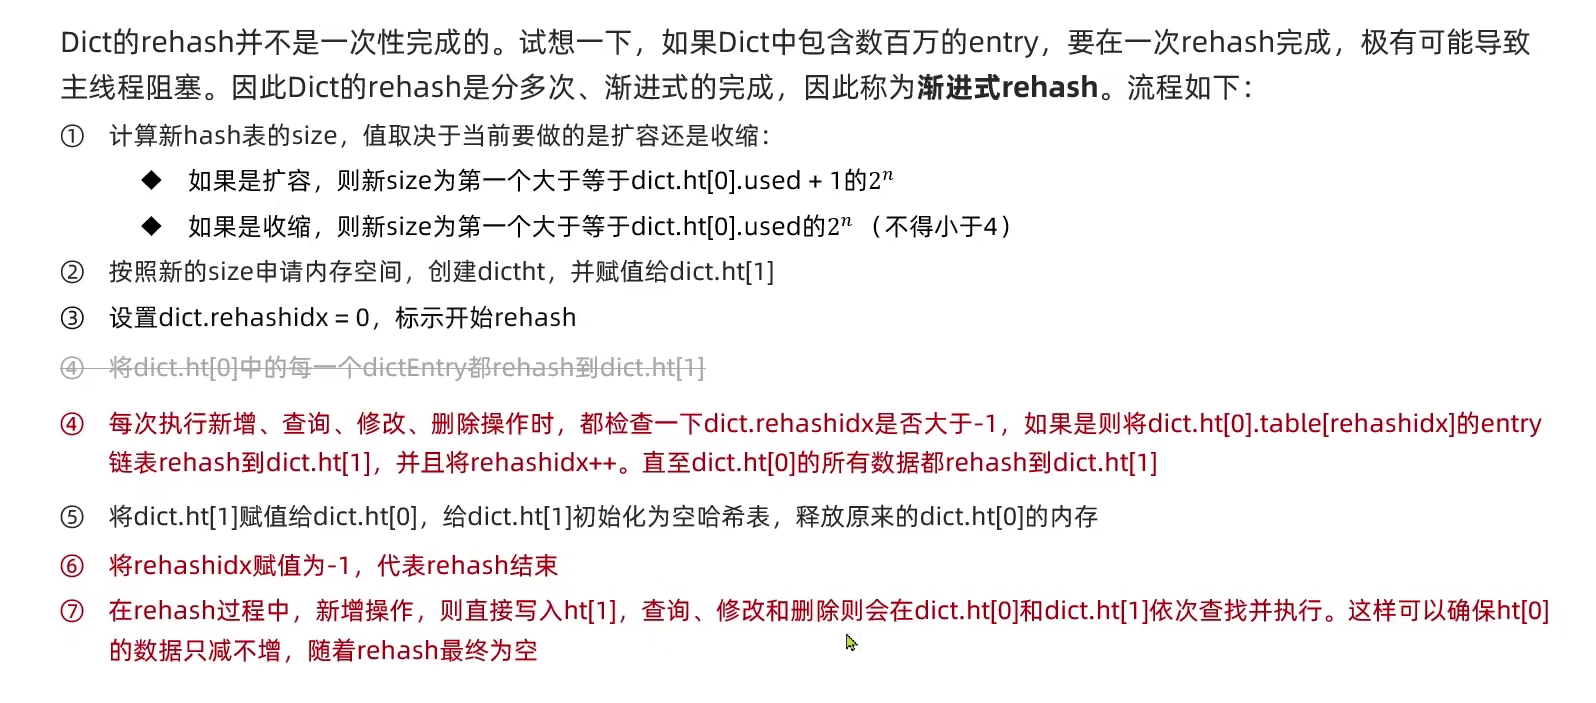 Dict的rehash并不是一次性完成的。试想一下，如果Dict中包含数百万的entry，要在一次rehash完成，极有可能导致
主线程阻塞。因此Dict的rehash是分多次、渐进式的完成，因此称为渐进式rehash。流程如下：
① 计算新hash表的size，值取决于当前要做的是扩容还是收缩：
◆ 如果是扩容，则新size为第一个大于等于dict.ht[0].used + 1的2ⁿ
◆ 如果是收缩，则新size为第一个大于等于dict.ht[0].used的2ⁿ（不得小于4）
② 按照新的size申请内存空间，创建dictht，并赋值给dict.ht[1]
③ 设置dict.rehashidx = 0，标示开始rehash
④ 将dict.ht[0]中的每一个dictEntry都rehash到dict.ht[1]
④ 每次执行新增、查询、修改、删除操作时，都检查一下dict.rehashidx是否大于-1，如果是则将dict.ht[0].table[rehashidx]的entry
链表rehash到dict.ht[1]，并且将rehashidx++。直至dict.ht[0]的所有数据都rehash到dict.ht[1]
⑤ 将dict.ht[1]赋值给dict.ht[0]，给dict.ht[1]初始化为空哈希表，释放原来的dict.ht[0]的内存
⑥ 将rehashidx赋值为-1，代表rehash结束
⑦ 在rehash过程中，新增操作，则直接写入ht[1]，查询、修改和删除则会在dict.ht[0]和dict.ht[1]依次查找并执行。这样可以确保ht[0]
的数据只减不增，随着rehash最终为空